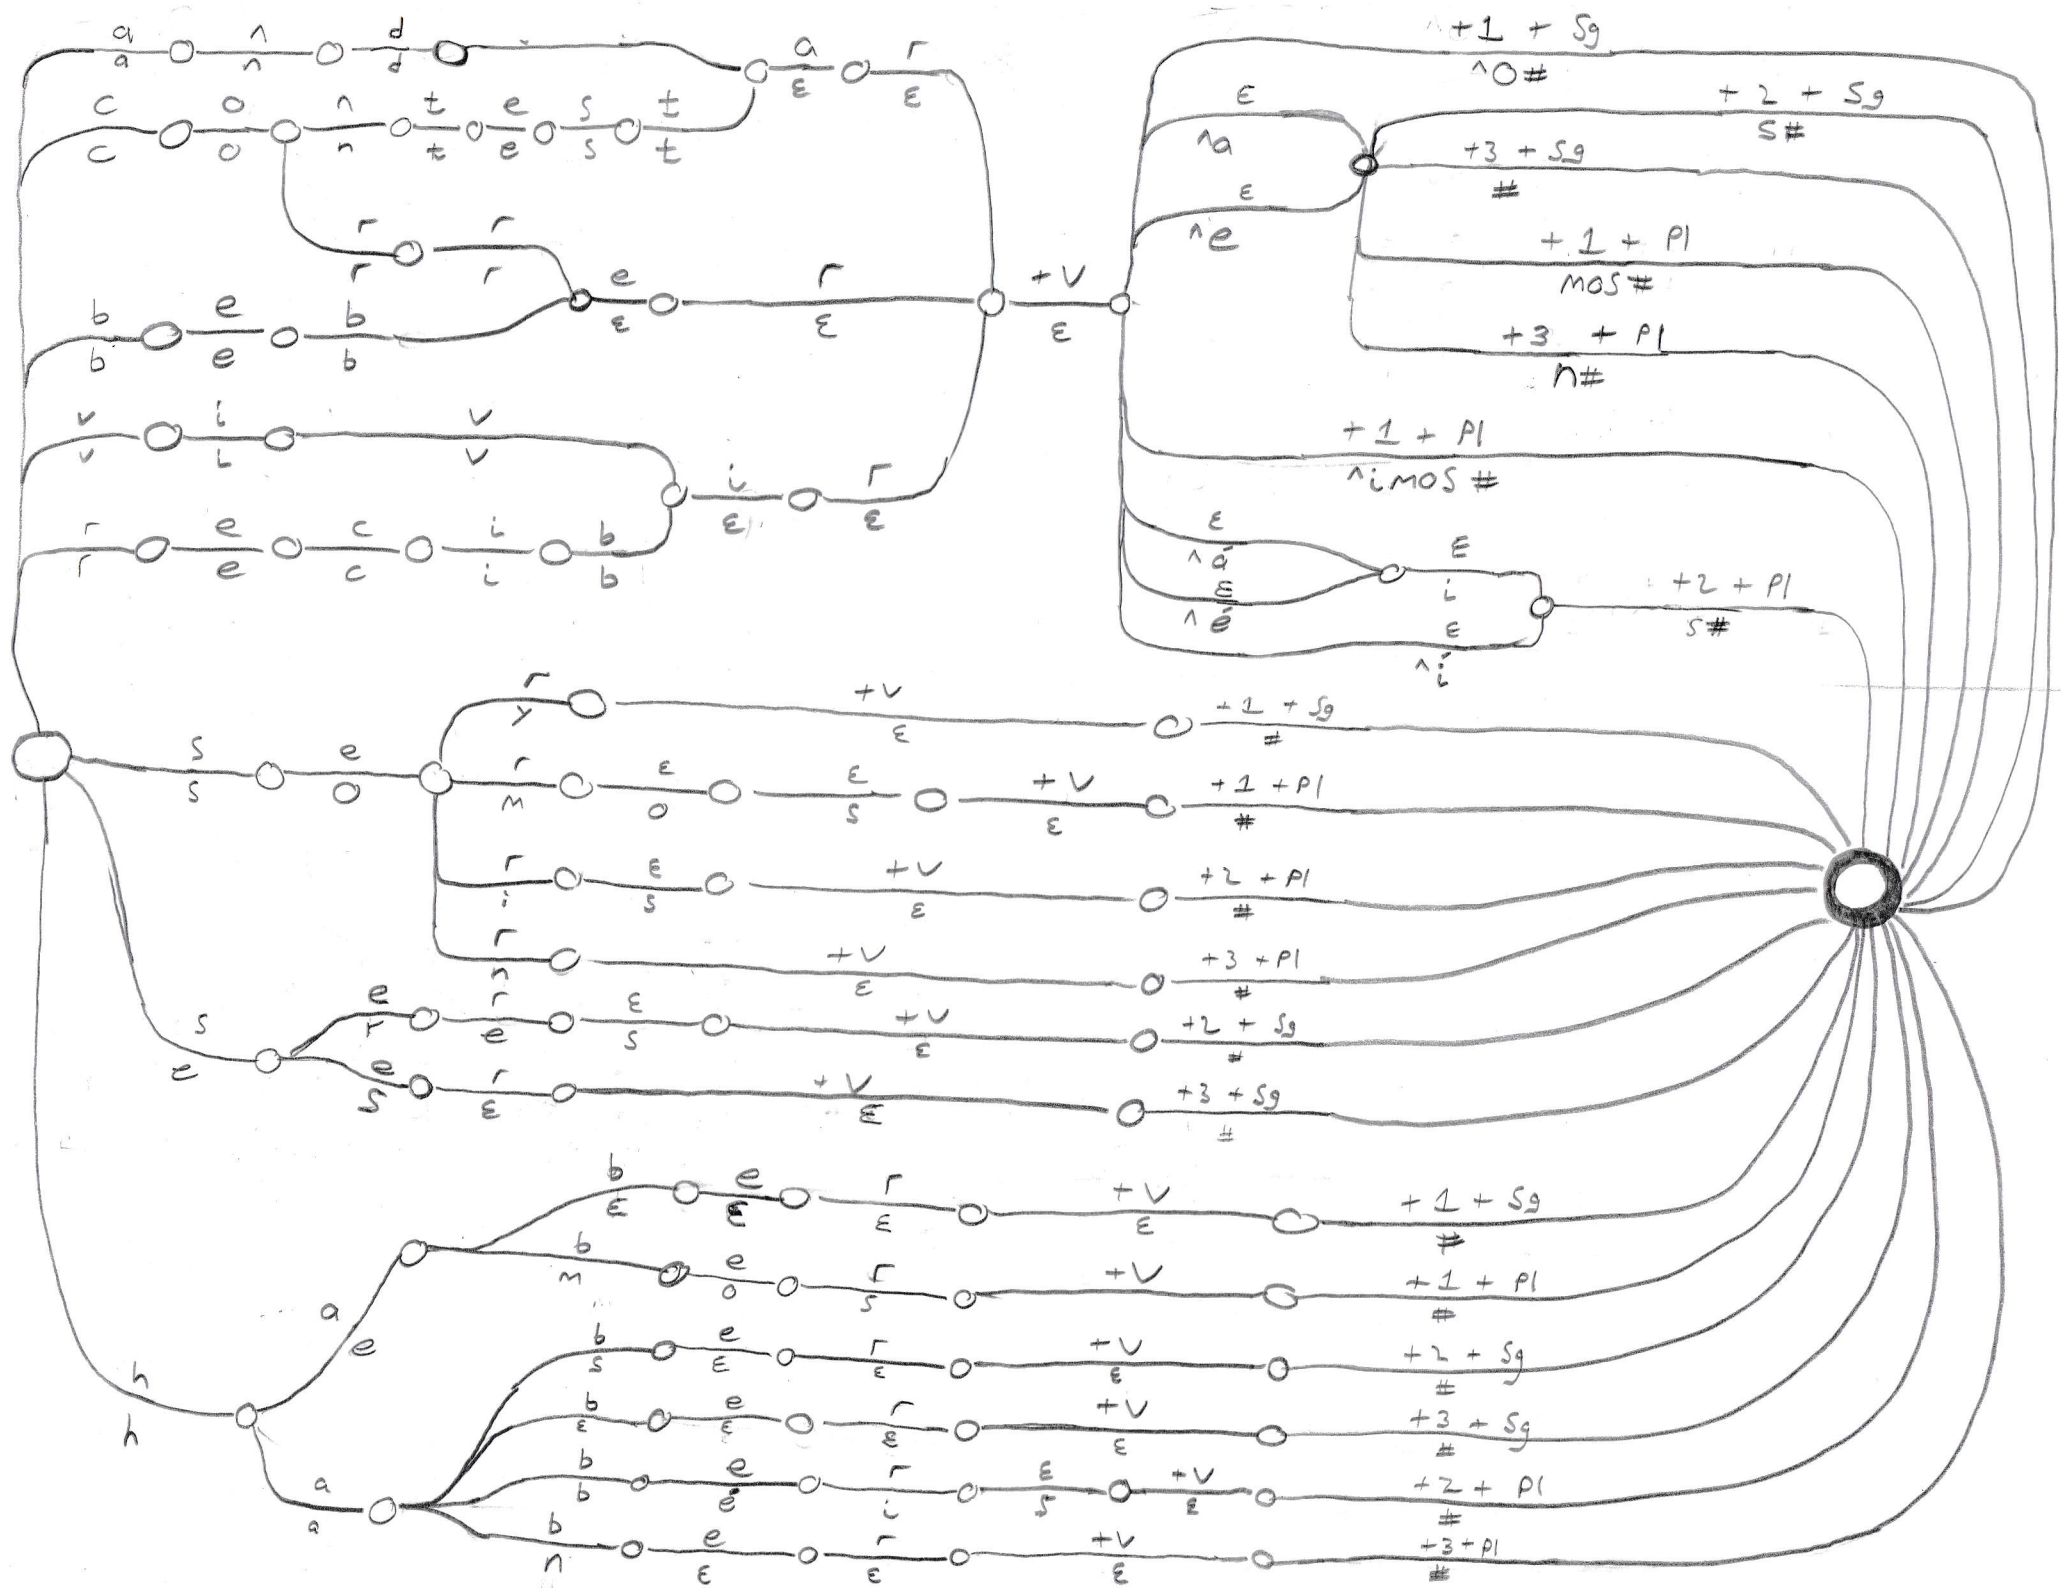 a n d a r +1 + Sg
a n d ε ε ^o#
c o n t e s t ε +2 + Sg
c o n t e s t ^a s#
ε +3 + Sg
^e #
r r +1 + Pl
r r mos#
b e b e r +V +3 + Pl
b e b ε ε ε n#
v i v +1 + Pl
v i v ^imos#
i r
ε ε
r e c i b ε ε +2 + Pl
r e c i b ^á i s#
ε
^é
ε
^í
r +V +1 + Sg
y ε #
s e r ε ε +V +1 + Pl
s o m o s ε #
r ε +V +2 + Pl
i s ε #
r +V +3 + Pl
n ε #
s e r ε +V +2 + Sg
e r e s ε #
e r +V +3 + Sg
s ε ε #
b e r +V +1 + Sg
ε ε ε ε #
a b e r +V +1 + Pl
e m o s ε #
h b e r +V +2 + Sg
h s ε ε ε #
b e r +V +3 + Sg
ε ε ε ε #
a b e r ε +V +2 + Pl
a b é i s ε #
b e r +V +3 + Pl
n ε ε ε #